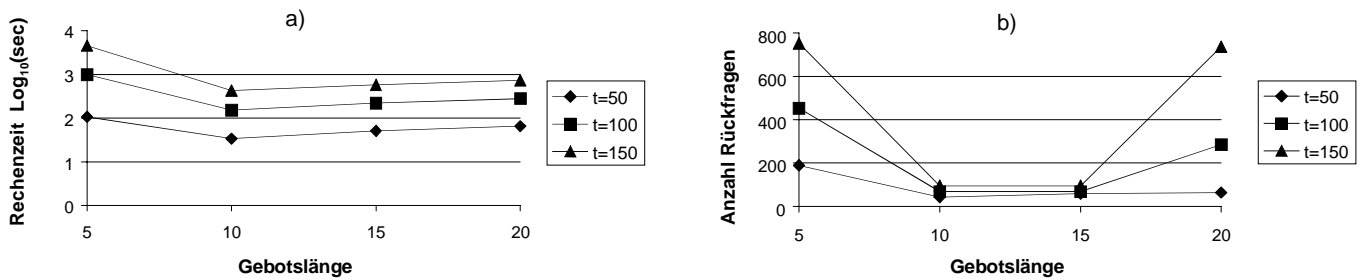 a)
Rechenzeit Log₁₀(sec)
4
3
2
1
0
5 10 15 20
Gebotslänge
t=50
t=100
t=150
b)
Anzahl Rückfragen
800
600
400
200
0
5 10 15 20
Gebotslänge
t=50
t=100
t=150